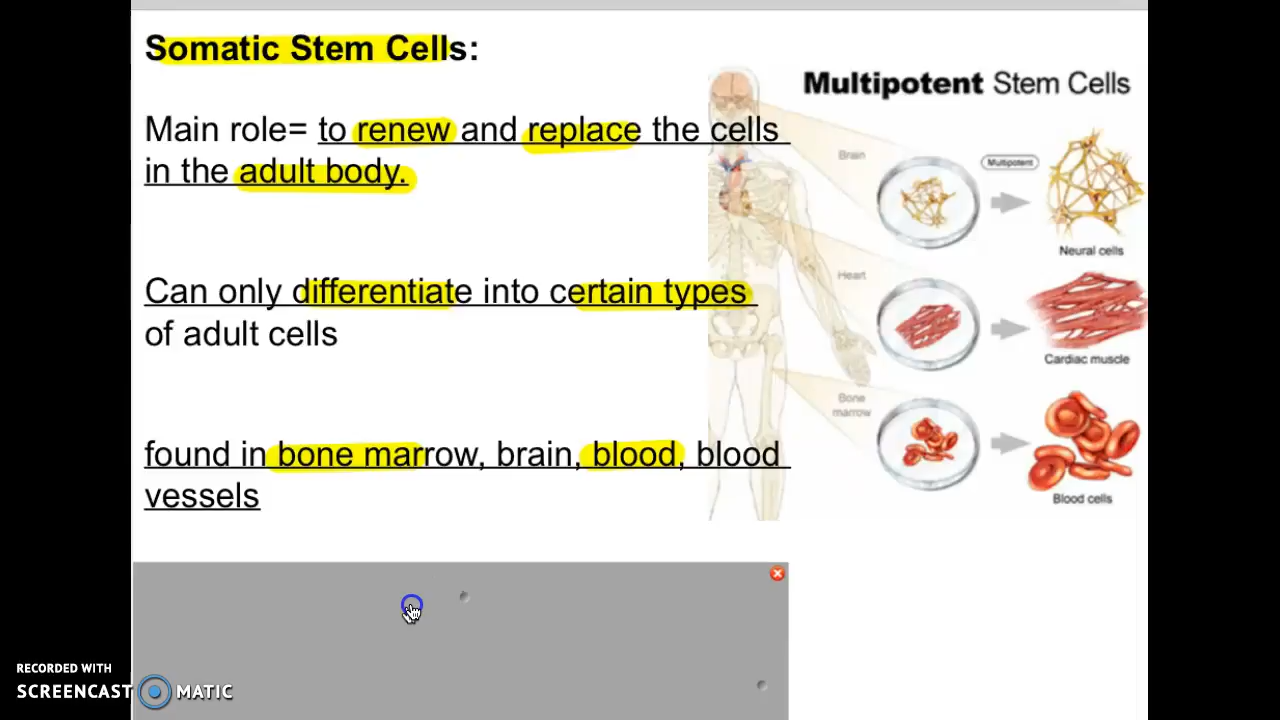 Somatic Stem Cells:
Multipotent Stem Cells
Main role= to renew and replace the cells
in the adult body.
Brain
Multipotent
Neural cells
Can only differentiate into certain types
of adult cells
Heart
Cardiac muscle
Bone
marrow
Blood cells
found in bone marrow, brain, blood, blood
vessels
RECORDED WITH
SCREENCAST MATIC